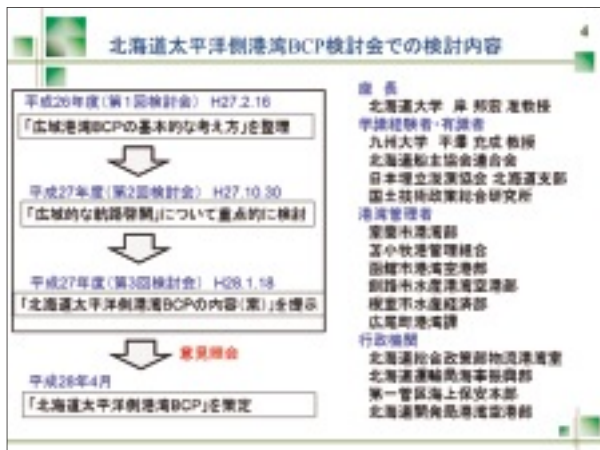 北海道太平洋側港湾BCP検討会での検討内容
4
平成26年度(第1回検討会) H27.2.16
「広域港湾BCPの基本的な考え方」を整理
平成27年度(第2回検討会) H27.10.30
「広域的な航路啓開」について重点的に検討
平成27年度(第3回検討会) H28.1.18
「北海道太平洋側港湾BCPの内容(案)」を提示
意見照会
平成28年4月
「北海道太平洋側港湾BCP」を策定
座 長
北海道大学 岸 邦宏 准教授
学識経験者・有識者
九州大学 平澤 充成 教授
北海道船主協会連合会
日本埋立浚渫協会 北海道支部
国土技術政策総合研究所
港湾管理者
室蘭市港湾部
苫小牧港管理組合
函館市港湾空港部
釧路市水産港湾空港部
根室市水産経済部
広尾町港湾課
行政機関
北海道総合政策部物流港湾室
北海道運輸局海事振興部
第一管区海上保安本部
北海道開発局港湾空港部